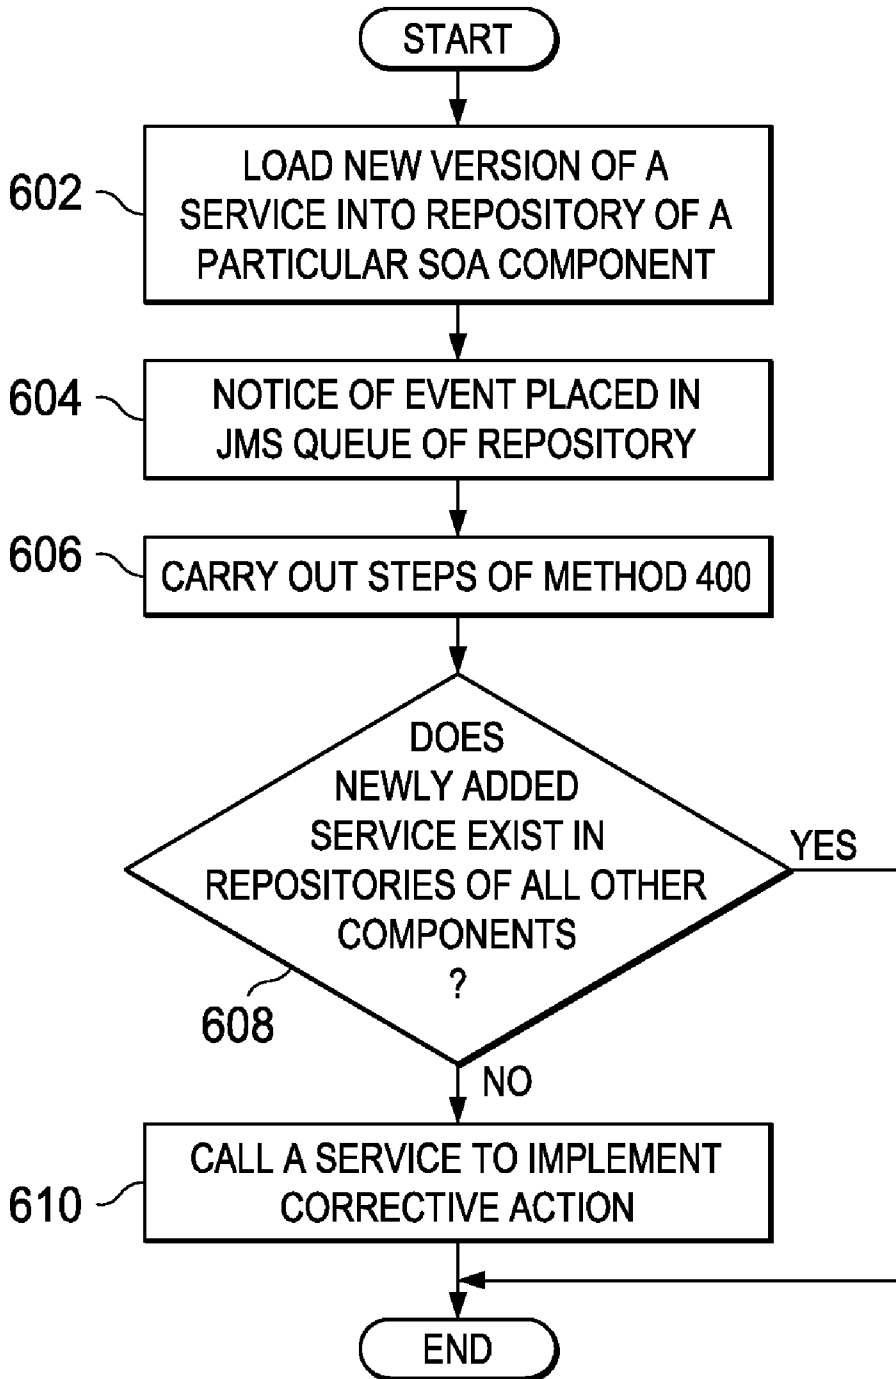 START
602
LOAD NEW VERSION OF A
SERVICE INTO REPOSITORY OF A
PARTICULAR SOA COMPONENT
604
NOTICE OF EVENT PLACED IN
JMS QUEUE OF REPOSITORY
606
CARRY OUT STEPS OF METHOD 400
DOES
NEWLY ADDED
SERVICE EXIST IN
REPOSITORIES OF ALL OTHER
COMPONENTS
?
YES
608
NO
610
CALL A SERVICE TO IMPLEMENT
CORRECTIVE ACTION
END